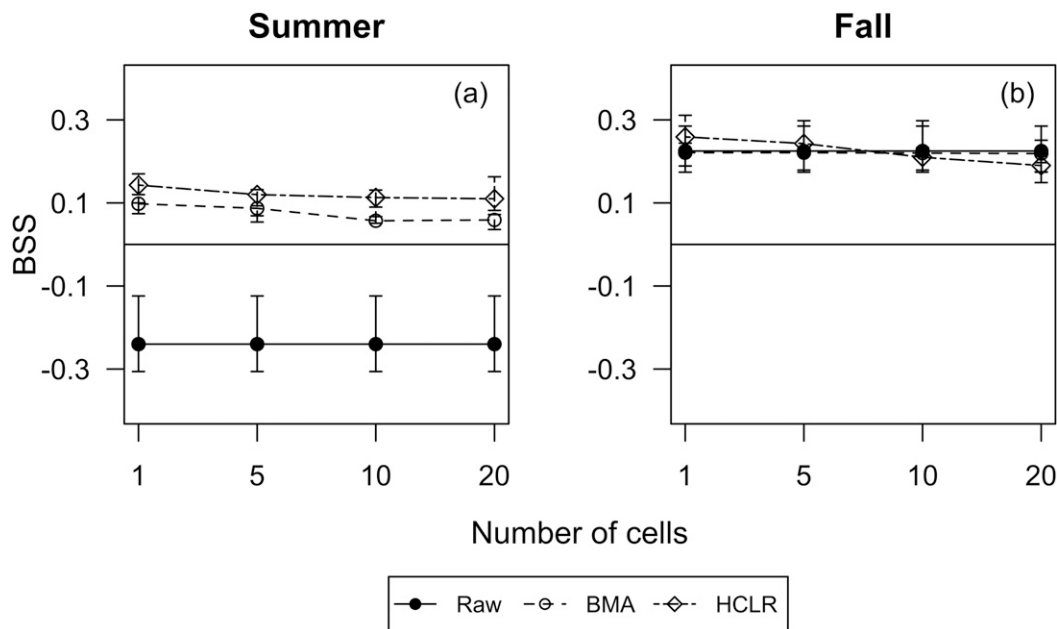 Summer Fall
(a) (b)
BSS
0.3 0.3
0.1 0.1
-0.1 -0.1
-0.3 -0.3
1 5 10 20 1 5 10 20
Number of cells
Raw BMA HCLR